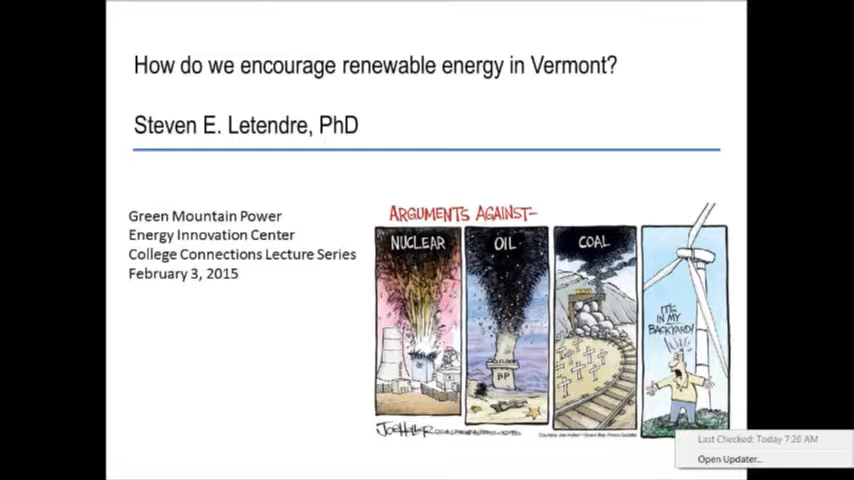 How do we encourage renewable energy in Vermont?
Steven E. Letendre, PhD
Green Mountain Power
Energy Innovation Center
College Connections Lecture Series
February 3, 2015
ARGUMENTS AGAINST-
NUCLEAR
OIL
COAL
IT'S
IN MY
BACKYARD!
BP
JOE HELLER
Last Checked: Today 7:26 AM
Open Updater...